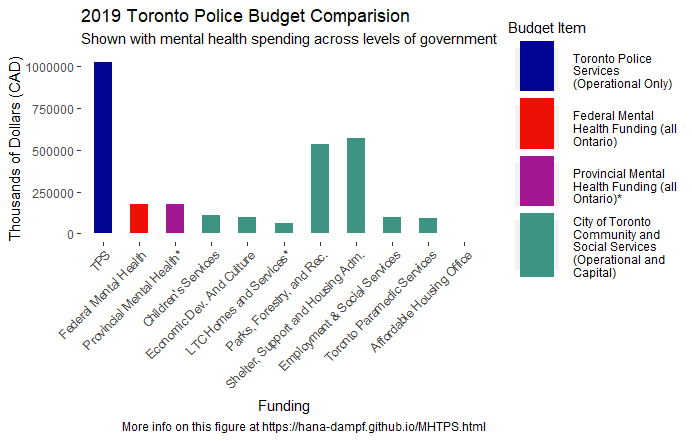 2019 Toronto Police Budget Comparision
Shown with mental health spending across levels of government
Thousands of Dollars (CAD)
1000000
750000
500000
250000
0
TPS
Federal Mental Health
Provincial Mental Health*
Children's Services
Economic Dev. And Culture
LTC Homes and Services*
Parks, Forestry, and Rec.
Shelter, Support and Housing Adm.
Employment & Social Services
Toronto Paramedic Services
Affordable Housing Office
Funding
More info on this figure at https://hana-dampf.github.io/MHTPS.html
Budget Item
Toronto Police
Services
(Operational Only)
Federal Mental
Health Funding (all
Ontario)
Provincial Mental
Health Funding (all
Ontario)*
City of Toronto
Community and
Social Services
(Operational and
Capital)